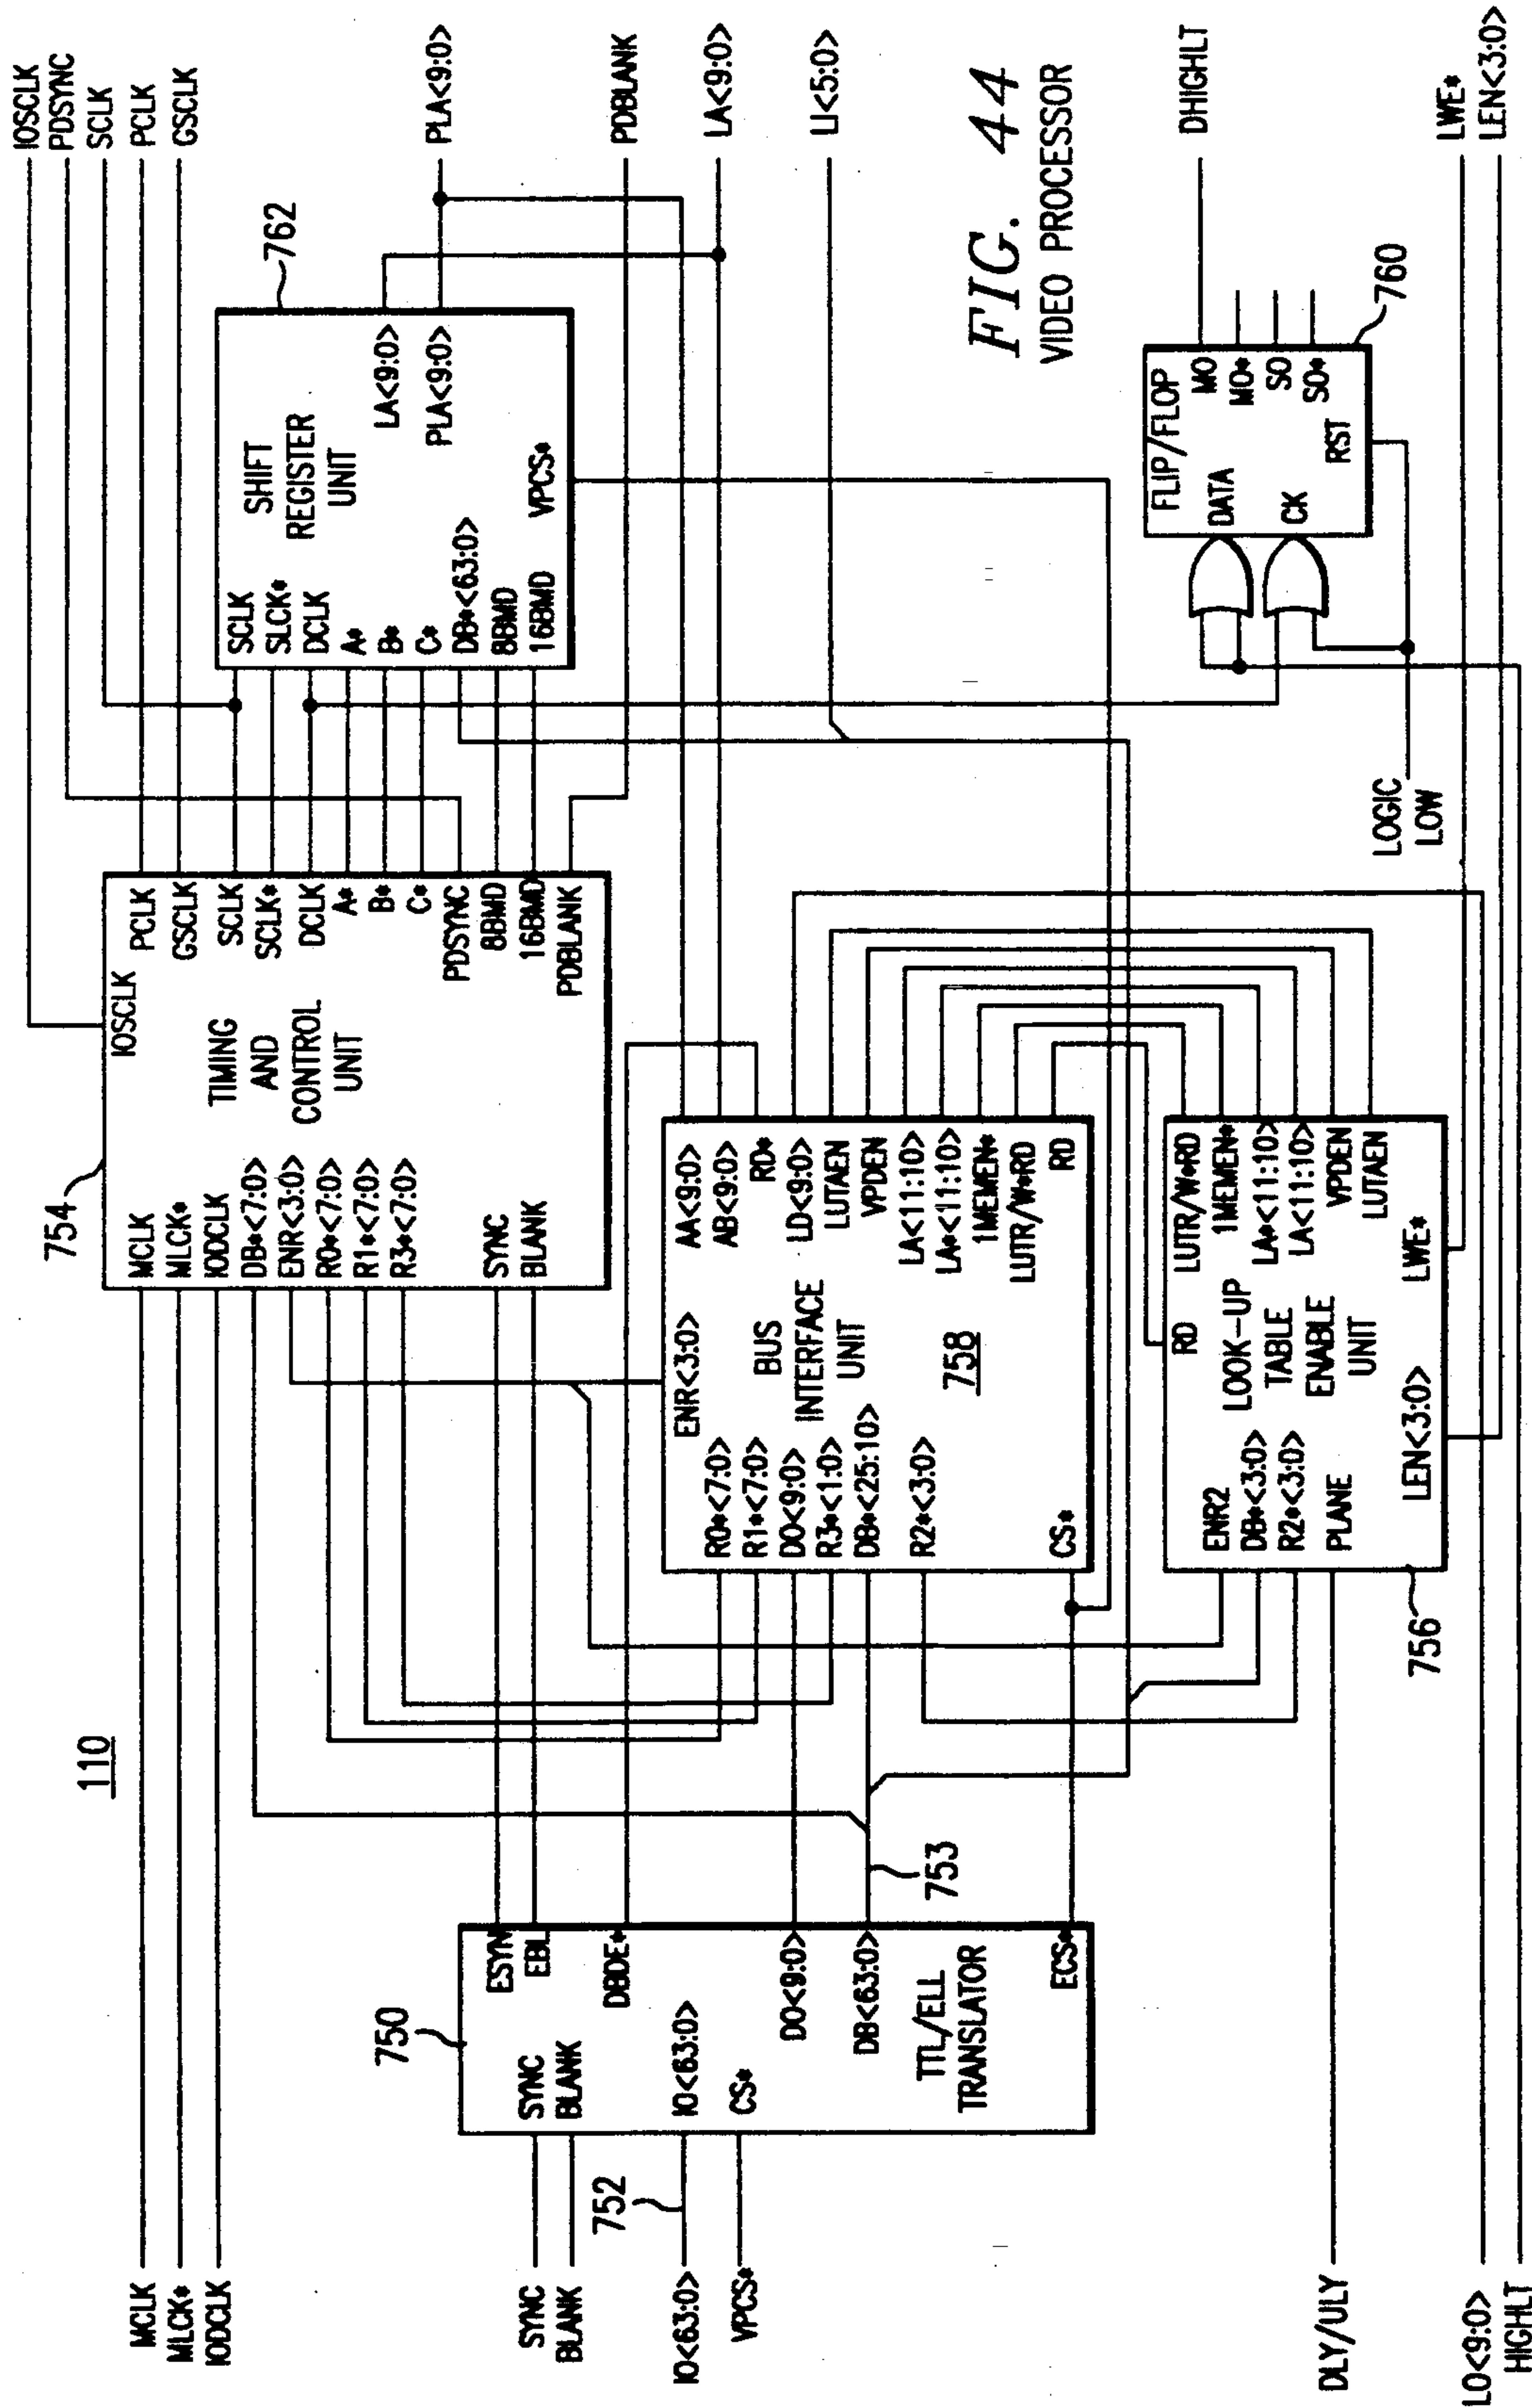 110
FIG. 44
VIDEO PROCESSOR
MCLK
MLCK*
IODCLK
SYNC
BLANK
IO<63:0>
752
VPCS*
DLY/ULY
LO<9:0>
HIGHLT
750
SYNC
BLANK
IO<63:0>
CS*
TTL/ELL
TRANSLATOR
ESYN
EBL
DBDE*
DO<9:0>
DB<63:0>
ECS*
753
754
MCLK
MLCK*
IODCLK
DB*<7:0>
ENR<3:0>
R0*<7:0>
R1*<7:0>
R3*<7:0>
SYNC
BLANK
TIMING
AND
CONTROL
UNIT
IOSCLK
PCLK
GSCLK
SCLK
SCLK*
DCLK
A*
B*
C*
PDSYNC
8BMD
16BMD
PDBLANK
ENR<3:0>
R0*<7:0>
R1*<7:0>
DO<9:0>
R3*<1:0>
DB*<25:10>
R2*<3:0>
CS*
BUS
INTERFACE
UNIT
758
AA<9:0>
AB<9:0>
RD*
LD<9:0>
LUTAEN
VPDEN
LA<11:10>
LA*<11:10>
1MEMEN*
LUTR/W*RD
RD
756
ENR2
DB*<3:0>
R2*<3:0>
PLANE
LEN<3:0>
LOOK-UP
TABLE
ENABLE
UNIT
RD
LUTR/W*RD
1MEMEN*
LA*<11:10>
LA<11:10>
VPDEN
LUTAEN
LWE*
762
SCLK
SLCK*
DCLK
A*
B*
C*
DB*<63:0>
8BMD
16BMD
SHIFT
REGISTER
UNIT
VPCS*
LA<9:0>
PLA<9:0>
LOGIC
LOW
FLIP/FLOP
DATA
CK
RST
MO
MO*
SO
SO*
760
IOSCLK
PDSYNC
SCLK
PCLK
GSCLK
PLA<9:0>
PDBLANK
LA<9:0>
LI<5:0>
DHIGHLT
LWE*
LEN<3:0>